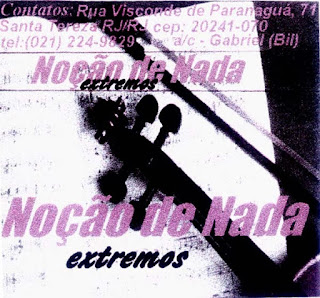 Contatos: Rua Visconde de Paranaguá, 71
Santa Tereza RJ/RJ cep: 20241-070
tel:(021) 224-9829 a/c - Gabriel (Bil)
Noção de Nada
extremos
Noção de Nada
extremos